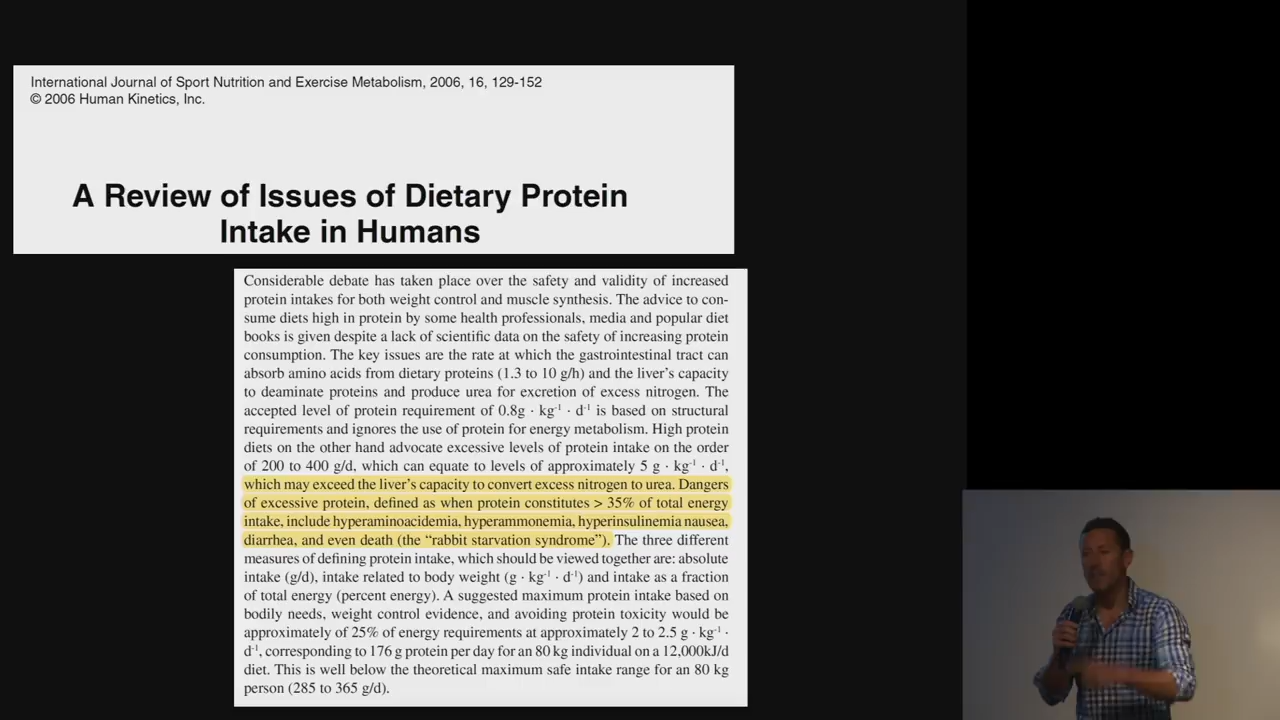 International Journal of Sport Nutrition and Exercise Metabolism, 2006, 16, 129-152
© 2006 Human Kinetics, Inc.
A Review of Issues of Dietary Protein
Intake in Humans
Considerable debate has taken place over the safety and validity of increased
protein intakes for both weight control and muscle synthesis. The advice to con-
sume diets high in protein by some health professionals, media and popular diet
books is given despite a lack of scientific data on the safety of increasing protein
consumption. The key issues are the rate at which the gastrointestinal tract can
absorb amino acids from dietary proteins (1.3 to 10 g/h) and the liver's capacity
to deaminate proteins and produce urea for excretion of excess nitrogen. The
accepted level of protein requirement of 0.8g · kg⁻¹ · d⁻¹ is based on structural
requirements and ignores the use of protein for energy metabolism. High protein
diets on the other hand advocate excessive levels of protein intake on the order
of 200 to 400 g/d, which can equate to levels of approximately 5 g · kg⁻¹ · d⁻¹,
which may exceed the liver's capacity to convert excess nitrogen to urea. Dangers
of excessive protein, defined as when protein constitutes > 35% of total energy
intake, include hyperaminoacidemia, hyperammonemia, hyperinsulinemia nausea,
diarrhea, and even death (the “rabbit starvation syndrome”). The three different
measures of defining protein intake, which should be viewed together are: absolute
intake (g/d), intake related to body weight (g · kg⁻¹ · d⁻¹) and intake as a fraction
of total energy (percent energy). A suggested maximum protein intake based on
bodily needs, weight control evidence, and avoiding protein toxicity would be
approximately of 25% of energy requirements at approximately 2 to 2.5 g · kg⁻¹ ·
d⁻¹, corresponding to 176 g protein per day for an 80 kg individual on a 12,000kJ/d
diet. This is well below the theoretical maximum safe intake range for an 80 kg
person (285 to 365 g/d).